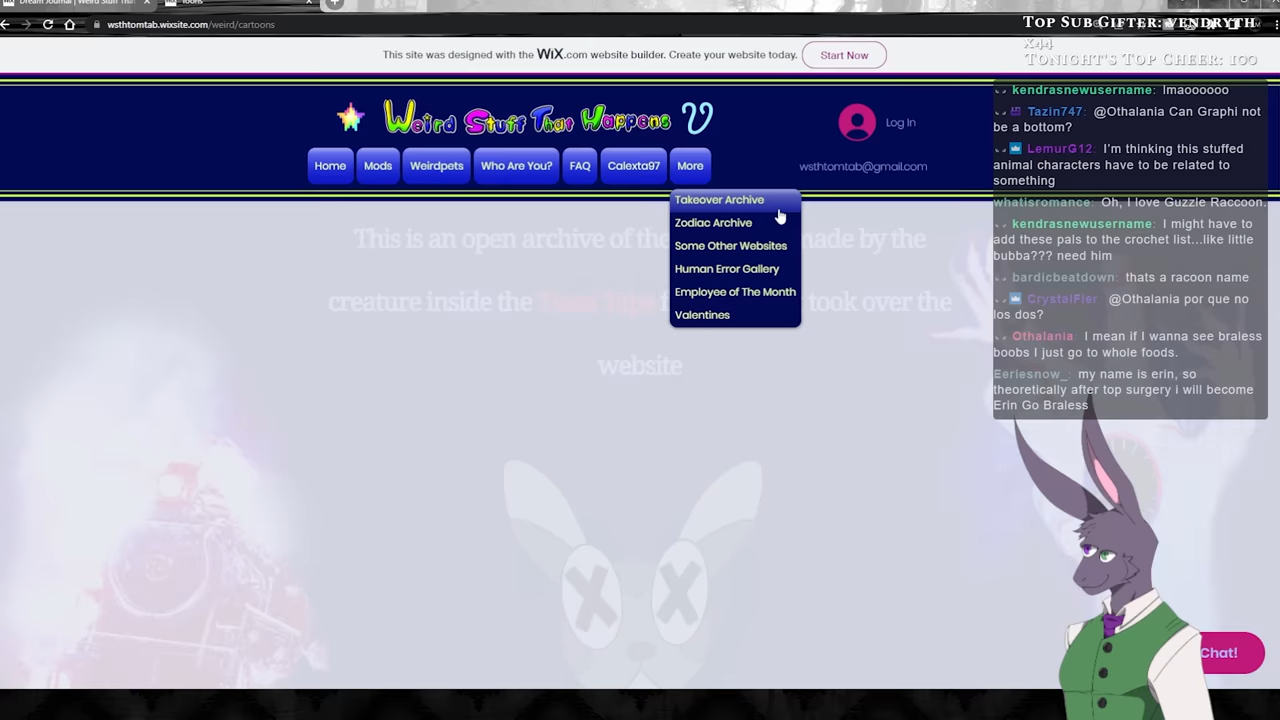 Dream Journal | Weird Stuff That
Toons
wsthtomtab.wixsite.com/weird/cartoons
Top Sub Gifter: vendryth
x44
Tonight's Top Cheer: 100
This site was designed with the WiX.com website builder. Create your website today.
Start Now
Weird Stuff That Happens
Log In
Home
Mods
Weirdpets
Who Are You?
FAQ
Calexta97
More
wsthtomtab@gmail.com
Takeover Archive
Zodiac Archive
Some Other Websites
Human Error Gallery
Employee of The Month
Valentines
This is an open archive of the
made by the
creature inside the
took over the
website
kendrasnewusername: lmaoooooo
Tazin747: @Othalania Can Graphi not
be a bottom?
LemurG12: I'm thinking this stuffed
animal characters have to be related to
something
whatisromance: Oh, I love Guzzle Raccoon.
kendrasnewusername: I might have to
add these pals to the crochet list...like little
bubba??? need him
bardicbeatdown: thats a racoon name
CrystalFier @Othalania por que no
los dos?
Othalania: I mean if I wanna see braless
boobs I just go to whole foods.
Eeriesnow_: my name is erin, so
theoretically after top surgery i will become
Erin Go Braless
Chat!